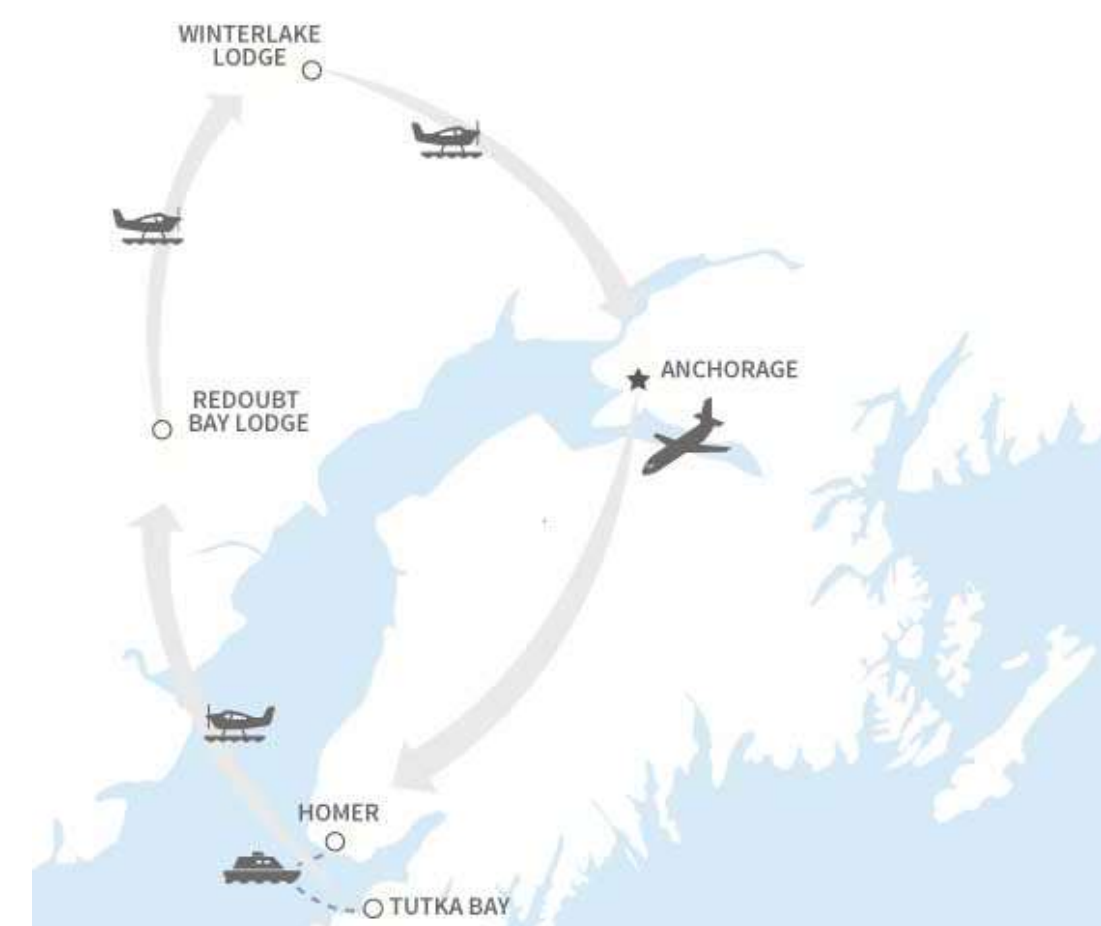 WINTERLAKE
LODGE
ANCHORAGE
REDOUBT
BAY LODGE
HOMER
TUTKA BAY